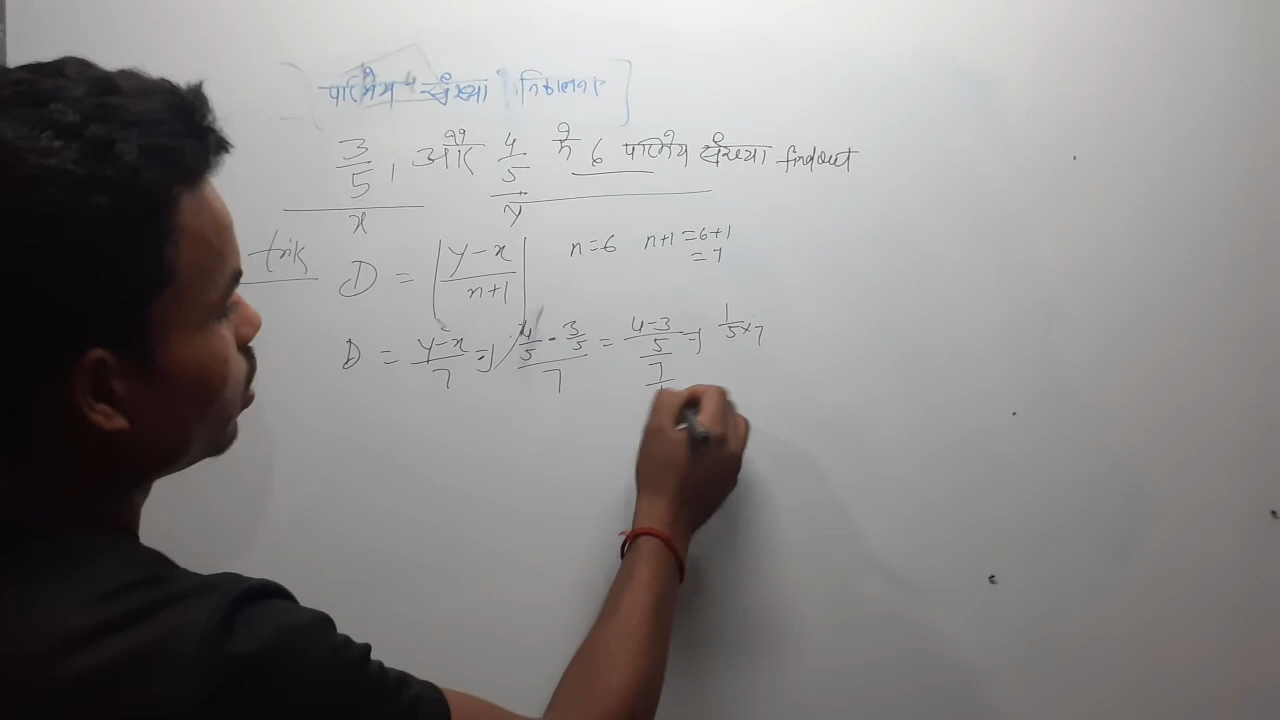 परिमेय संख्या निकालना
3/5, और 4/5 में 6 परिमेय संख्या findout
x y
trik D = |y-x / n+1| n=6 n+1 = 6+1
= 7
D = y-x / 7 ⇒ 4/5 - 3/5 / 7 = 4-3 / 5 / 7 / 1 ⇒ 1 / 5×7